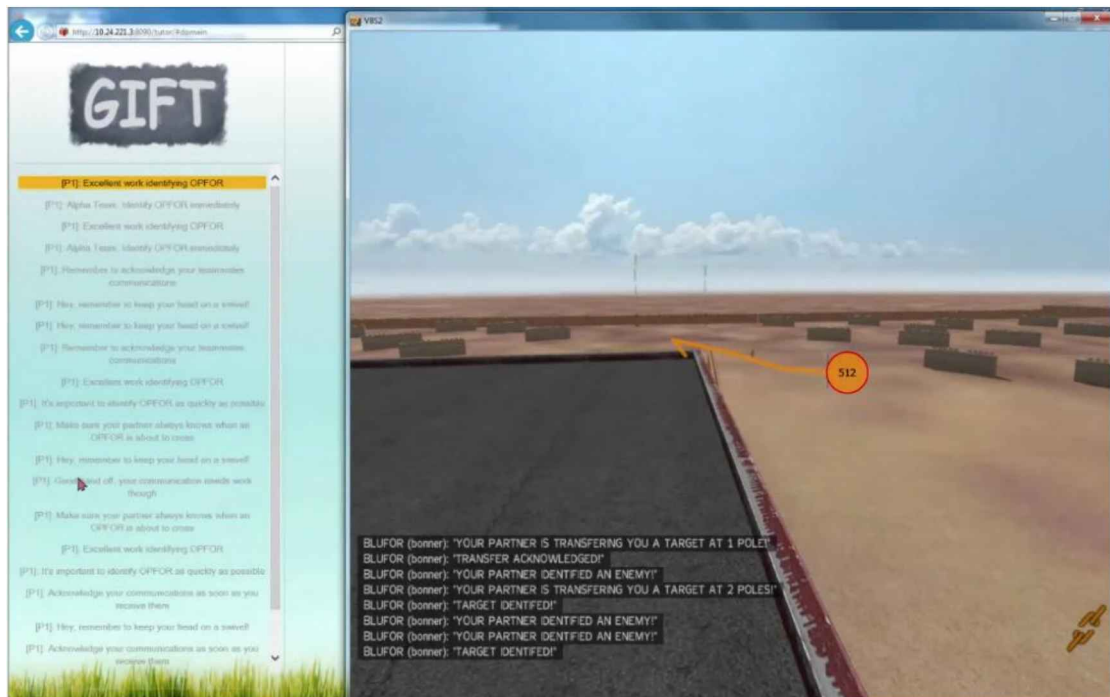 VBS2
http://10.24.221.3:8090/tutor/#domain
GIFT
[P1]: Excellent work identifying OPFOR
[P1]: Alpha Team, Identify OPFOR immediately
[P1]: Excellent work identifying OPFOR
[P1]: Alpha Team, Identify OPFOR immediately
[P1]: Remember to acknowledge your teammates
communications
[P1]: Hey, remember to keep your head on a swivel!
[P1]: Hey, remember to keep your head on a swivel!
[P1]: Remember to acknowledge your teammates
communications
[P1]: Excellent work identifying OPFOR
[P1]: It's important to identify OPFOR as quickly as possible
[P1]: Make sure your partner always knows when an
OPFOR is about to cross
[P1]: Hey, remember to keep your head on a swivel!
[P1]: Good hand off, your communication needs work
though
[P1]: Make sure your partner always knows when an
OPFOR is about to cross
[P1]: Excellent work identifying OPFOR
[P1]: It's important to identify OPFOR as quickly as possible
[P1]: Acknowledge your communications as soon as you
receive them
[P1]: Hey, remember to keep your head on a swivel!
[P1]: Acknowledge your communications as soon as you
receive them
512
BLUFOR (bonner): "YOUR PARTNER IS TRANSFERING YOU A TARGET AT 1 POLE!"
BLUFOR (bonner): "TRANSFER ACKNOWLEDGED!"
BLUFOR (bonner): "YOUR PARTNER IDENTIFIED AN ENEMY!"
BLUFOR (bonner): "YOUR PARTNER IS TRANSFERING YOU A TARGET AT 2 POLES!"
BLUFOR (bonner): "TARGET IDENTIFED!"
BLUFOR (bonner): "YOUR PARTNER IDENTIFIED AN ENEMY!"
BLUFOR (bonner): "YOUR PARTNER IDENTIFIED AN ENEMY!"
BLUFOR (bonner): "TARGET IDENTIFED!"